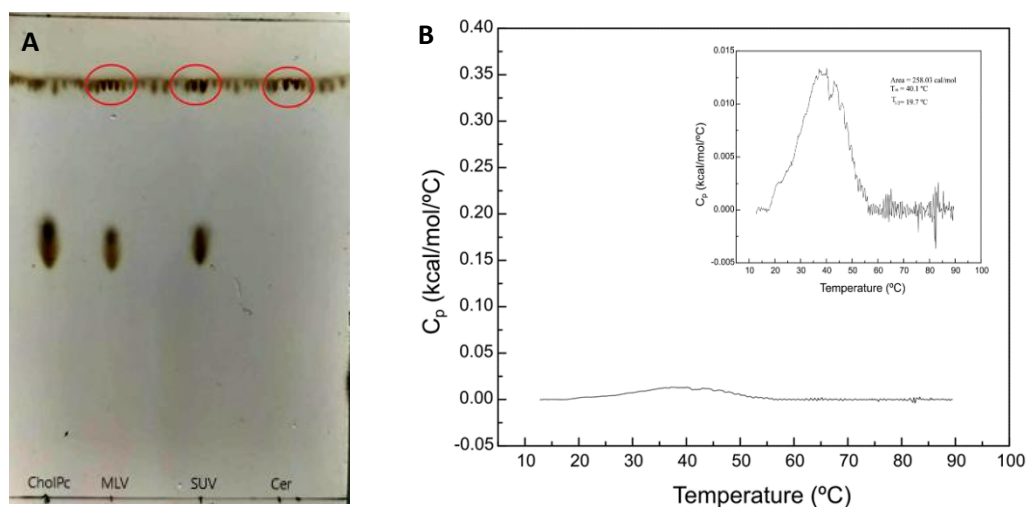 A
CholPc MLV SUV Cer
B
0.40
0.35
0.30
0.25
0.20
0.15
0.10
0.05
0.00
-0.05
Cp (kcal/mol/ºC)
10 20 30 40 50 60 70 80 90 100
Temperature (ºC)
0.015
0.010
0.005
0.000
-0.005
Cp (kcal/mol/ºC)
10 20 30 40 50 60 70 80 90 100
Temperature (ºC)
Area = 258.03 cal/mol
Tm = 40.1 ºC
T1/2= 19.7 ºC